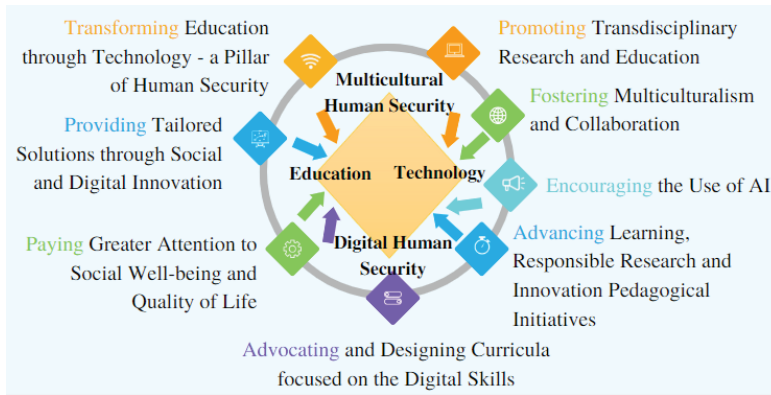 Transforming Education
through Technology - a Pillar
of Human Security
Promoting Transdisciplinary
Research and Education
Multicultural
Human Security
Fostering Multiculturalism
and Collaboration
Providing Tailored
Solutions through Social
and Digital Innovation
Education
Technology
Encouraging the Use of AI
Paying Greater Attention to
Social Well-being and
Quality of Life
Digital Human
Security
Advancing Learning,
Responsible Research and
Innovation Pedagogical
Initiatives
Advocating and Designing Curricula
focused on the Digital Skills